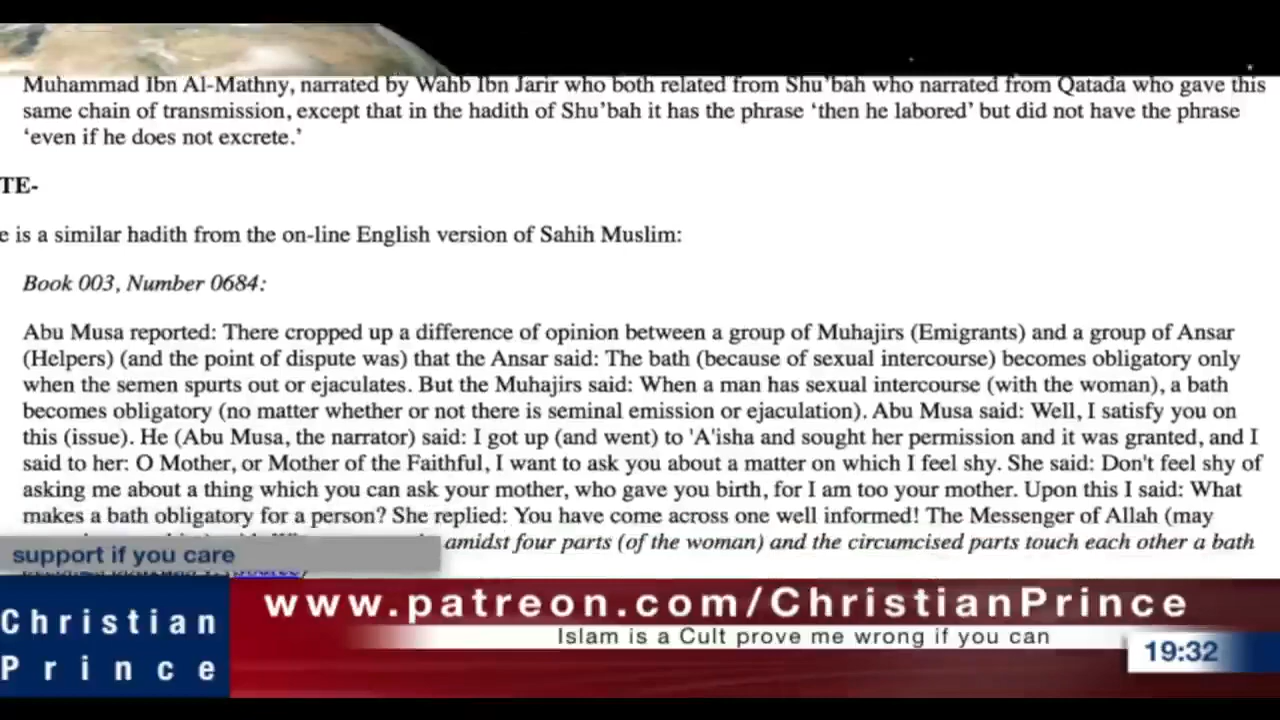 Muhammad Ibn Al-Mathny, narrated by Wahb Ibn Jarir who both related from Shu'bah who narrated from Qatada who gave this
same chain of transmission, except that in the hadith of Shu'bah it has the phrase 'then he labored' but did not have the phrase
'even if he does not excrete.'
TE-
e is a similar hadith from the on-line English version of Sahih Muslim:
Book 003, Number 0684:
Abu Musa reported: There cropped up a difference of opinion between a group of Muhajirs (Emigrants) and a group of Ansar
(Helpers) (and the point of dispute was) that the Ansar said: The bath (because of sexual intercourse) becomes obligatory only
when the semen spurts out or ejaculates. But the Muhajirs said: When a man has sexual intercourse (with the woman), a bath
becomes obligatory (no matter whether or not there is seminal emission or ejaculation). Abu Musa said: Well, I satisfy you on
this (issue). He (Abu Musa, the narrator) said: I got up (and went) to 'A'isha and sought her permission and it was granted, and I
said to her: O Mother, or Mother of the Faithful, I want to ask you about a matter on which I feel shy. She said: Don't feel shy of
asking me about a thing which you can ask your mother, who gave you birth, for I am too your mother. Upon this I said: What
makes a bath obligatory for a person? She replied: You have come across one well informed! The Messenger of Allah (may
amidst four parts (of the woman) and the circumcised parts touch each other a bath
support if you care
Christian
Prince
www.patreon.com/ChristianPrince
Islam is a Cult prove me wrong if you can
19:32